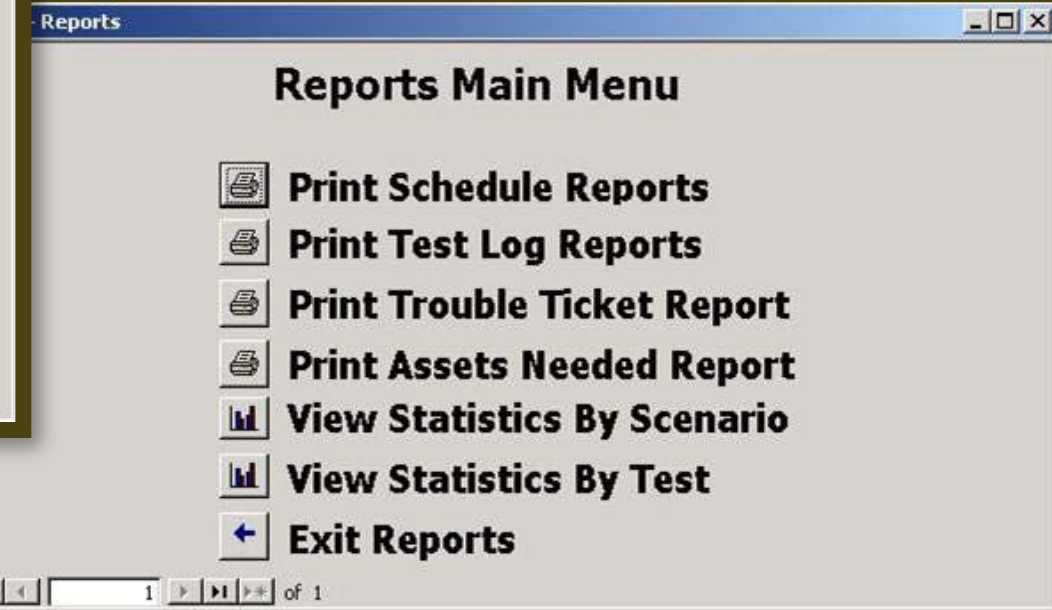 - Reports
Reports Main Menu
Print Schedule Reports
Print Test Log Reports
Print Trouble Ticket Report
Print Assets Needed Report
View Statistics By Scenario
View Statistics By Test
Exit Reports
1 of 1